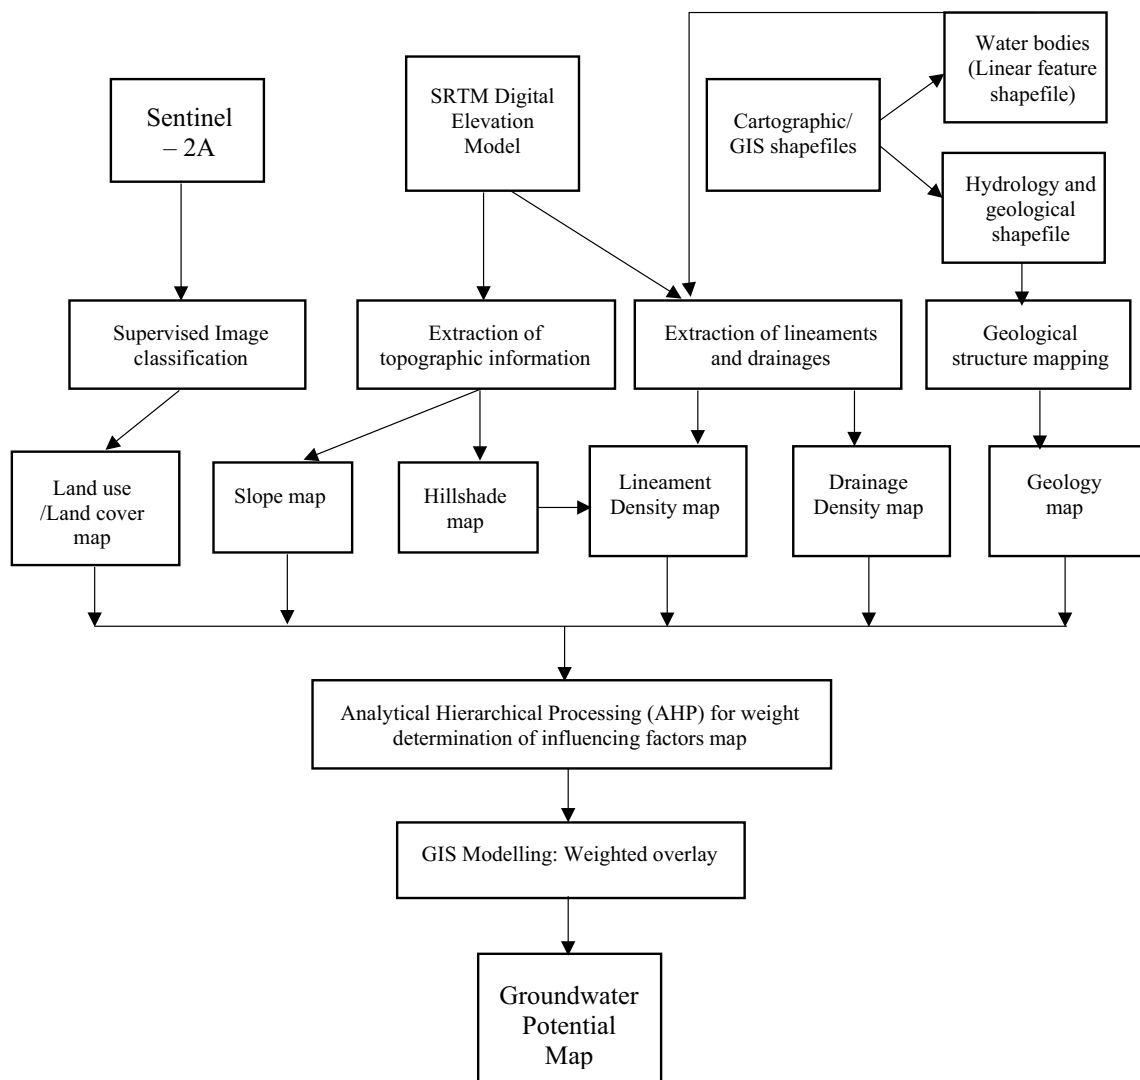 Sentinel
– 2A
SRTM Digital
Elevation
Model
Cartographic/
GIS shapefiles
Water bodies
(Linear feature
shapefile)
Hydrology and
geological
shapefile
Supervised Image
classification
Extraction of
topographic information
Extraction of lineaments
and drainages
Geological
structure mapping
Land use
/Land cover
map
Slope map
Hillshade
map
Lineament
Density map
Drainage
Density map
Geology
map
Analytical Hierarchical Processing (AHP) for weight
determination of influencing factors map
GIS Modelling: Weighted overlay
Groundwater
Potential
Map